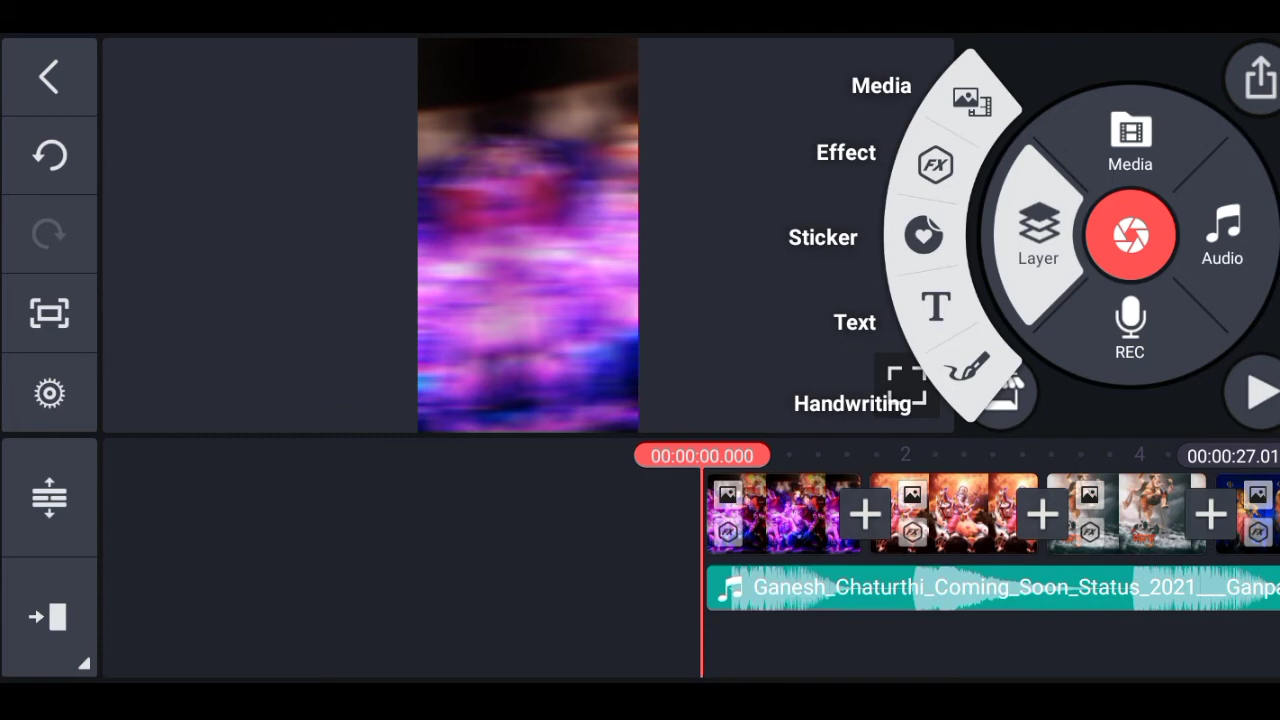 Media
Effect
Sticker
Text
Handwriting
FX
T
Media
Layer
Audio
REC
00:00:00.000
2
4
00:00:27.01
Ganesh_Chaturthi_Coming_Soon_Status_2021___Ganpa